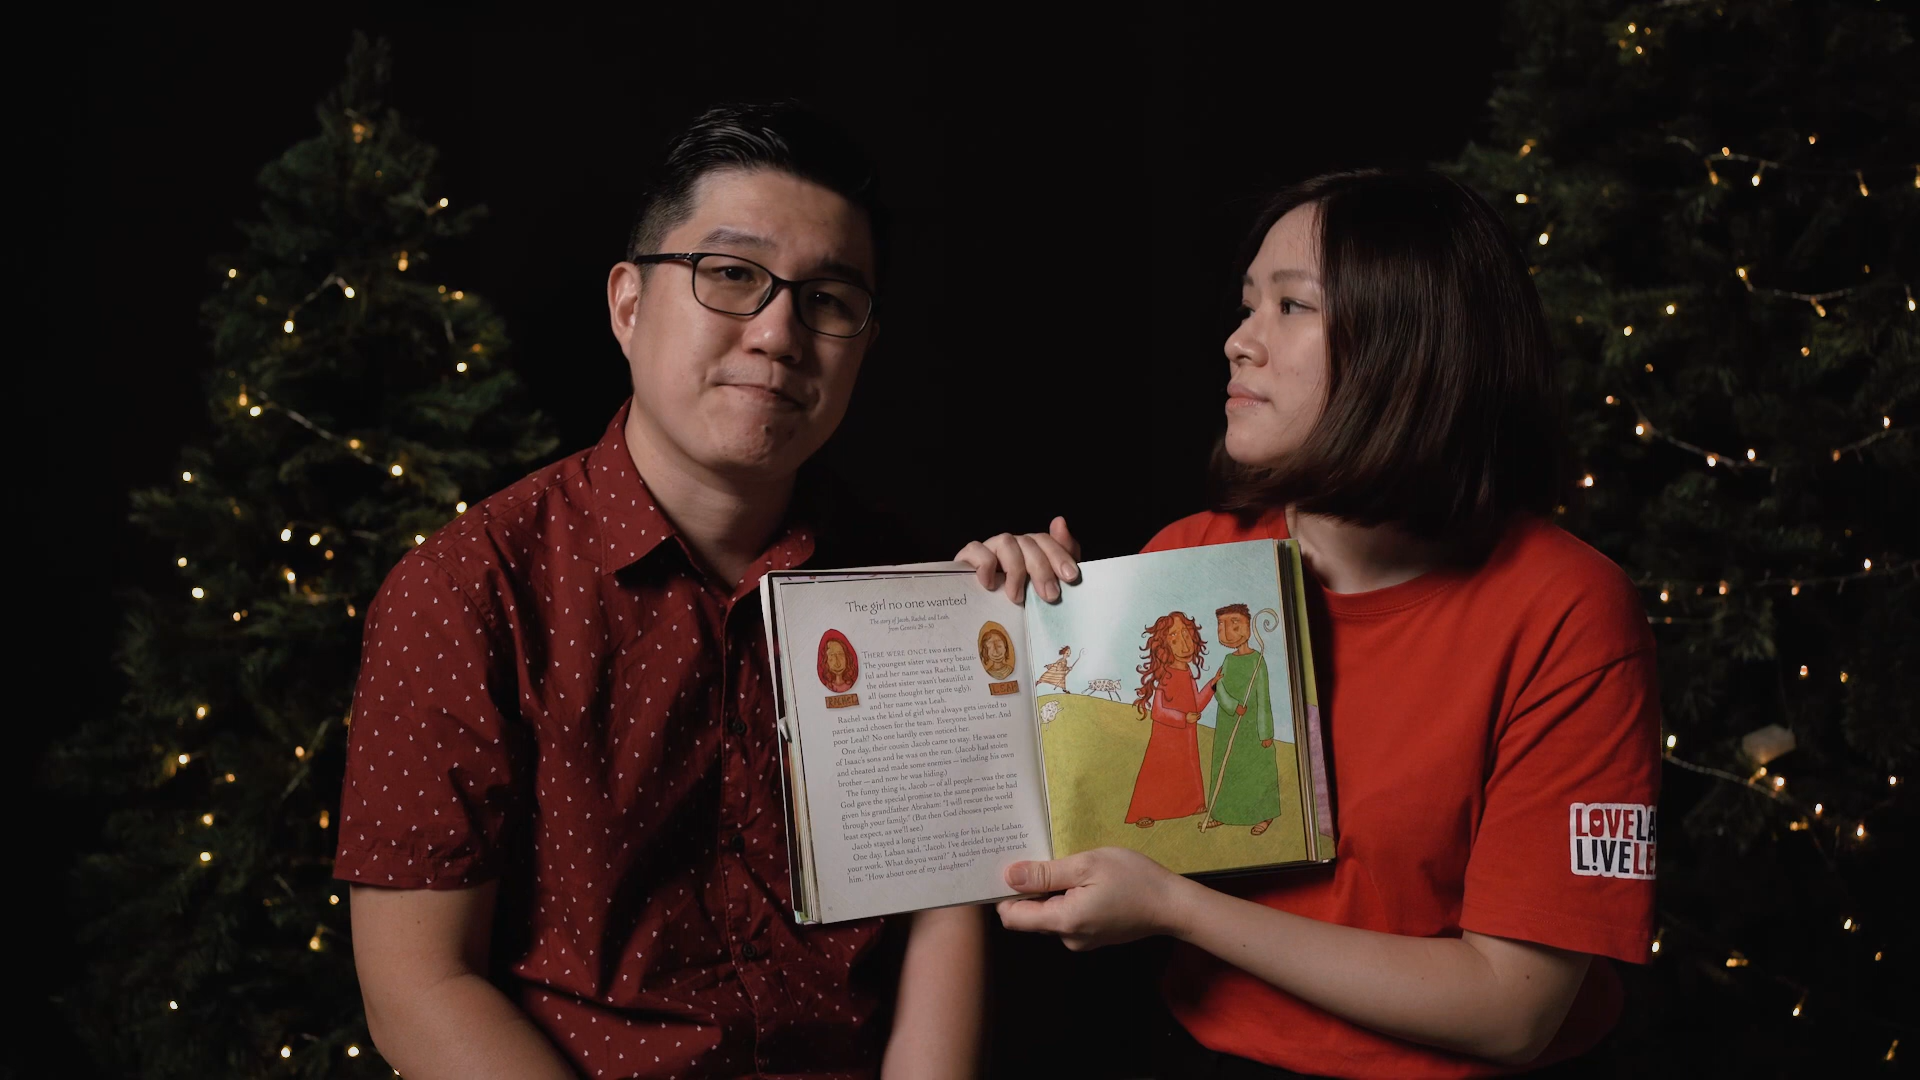 The girl no one wanted
The story of Jacob, Rachel, and Leah,
from Genesis 29 – 30
THERE WERE ONCE two sisters.
The youngest sister was very beauti-
ful and her name was Rachel. But
the oldest sister wasn't beautiful at
all (some thought her quite ugly);
and her name was Leah.
RACHEL
LEAH
Rachel was the kind of girl who always gets invited to
parties and chosen for the team. Everyone loved her. And
poor Leah? No one hardly even noticed her.
One day, their cousin Jacob came to stay. He was one
of Isaac's sons and he was on the run. (Jacob had stolen
and cheated and made some enemies – including his own
brother – and now he was hiding.)
The funny thing is, Jacob – of all people – was the one
God gave the special promise to, the same promise he had
given his grandfather Abraham: "I will rescue the world
through your family." (But then God chooses people we
least expect, as we'll see.)
Jacob stayed a long time working for his Uncle Laban.
One day, Laban said, "Jacob, I've decided to pay you for
your work. What do you want?" A sudden thought struck
him. "How about one of my daughters?"
LOVE LA
L!VE LE